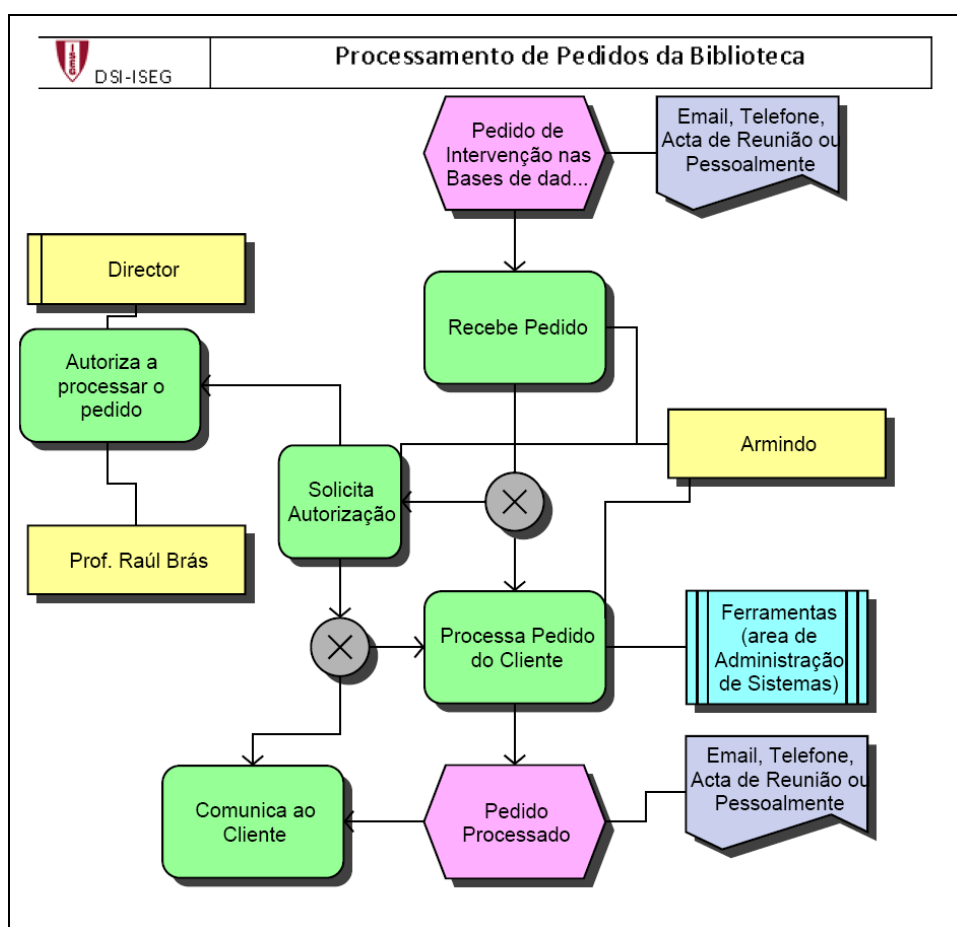 ISEG
DSI-ISEG
Processamento de Pedidos da Biblioteca
Pedido de
Intervenção nas
Bases de dad...
Email, Telefone,
Acta de Reunião ou
Pessoalmente
Director
Recebe Pedido
Autoriza a
processar o
pedido
Armindo
Solicita
Autorização
Prof. Raúl Brás
Processa Pedido
do Cliente
Ferramentas
(area de
Administração
de Sistemas)
Email, Telefone,
Acta de Reunião ou
Pessoalmente
Comunica ao
Cliente
Pedido
Processado